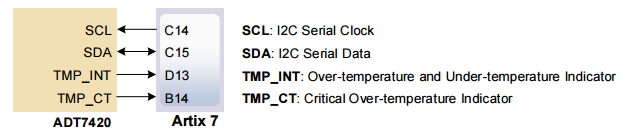 SCL C14 SCL: I2C Serial Clock
SDA C15 SDA: I2C Serial Data
TMP_INT D13 TMP_INT: Over-temperature and Under-temperature Indicator
TMP_CT B14 TMP_CT: Critical Over-temperature Indicator
ADT7420 Artix 7